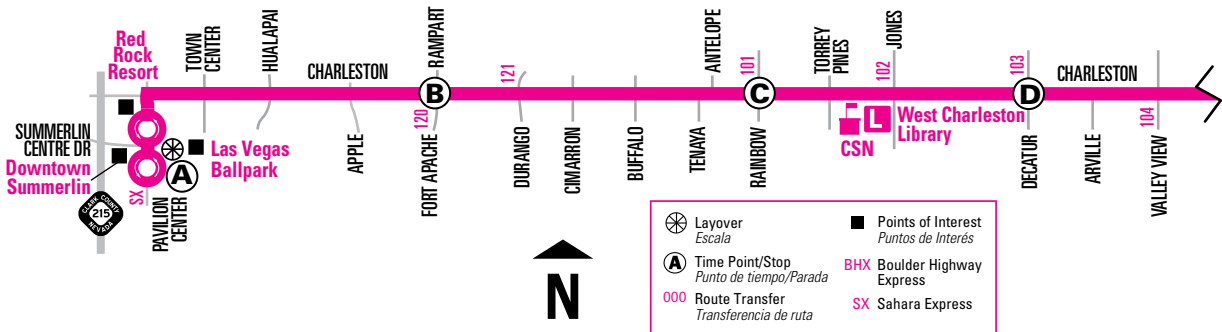 Red
Rock
Resort
TOWN
CENTER
HUALAPAI
CHARLESTON
RAMPART
121
ANTELOPE
101
TORREY
PINES
102
JONES
103
CHARLESTON
B
C
D
120
104
SUMMERLIN
CENTRE DR
Downtown
Summerlin
A
Las Vegas
Ballpark
SX
PAVILION
CENTER
CLARK COUNTY
215
NEVADA
APPLE
FORT APACHE
DURANGO
CIMARRON
BUFFALO
TENAYA
RAINBOW
CSN
L
West Charleston
Library
DECATUR
ARVILLE
VALLEY VIEW
N
Layover
Escala
A Time Point/Stop
Punto de tiempo/Parada
000 Route Transfer
Transferencia de ruta
Points of Interest
Puntos de Interés
BHX Boulder Highway
Express
SX Sahara Express